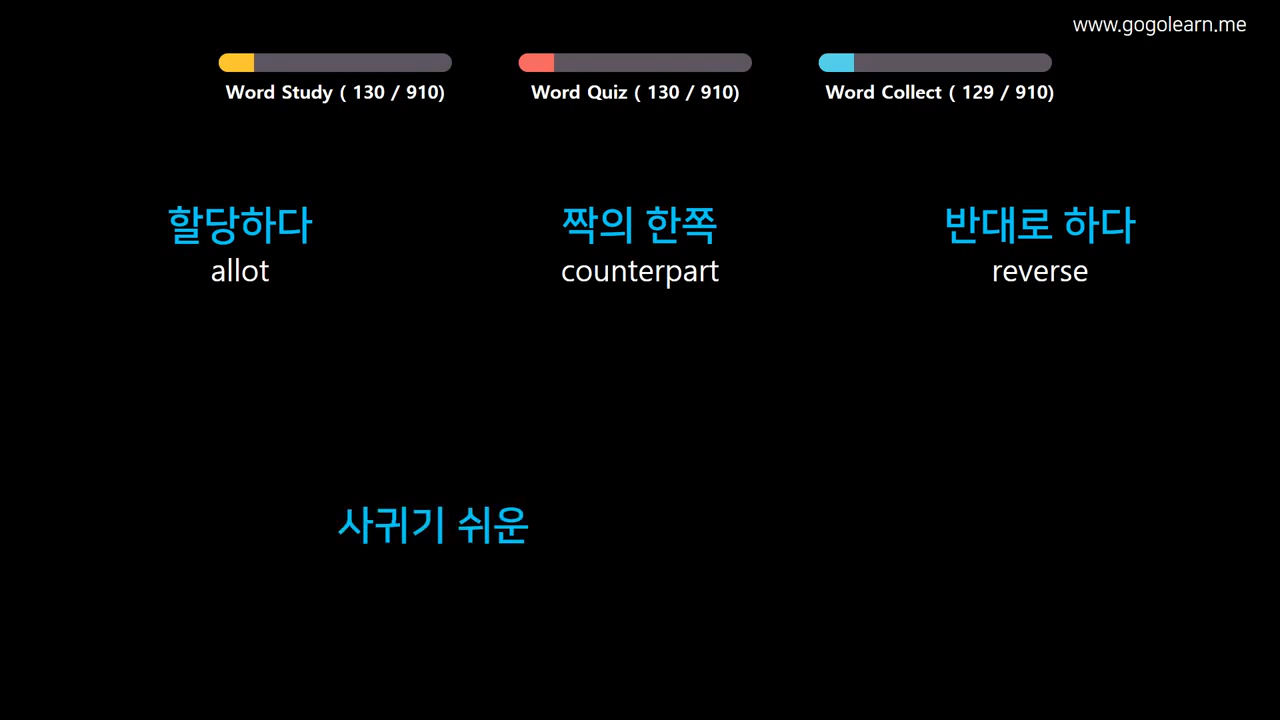 www.gogolearn.me
Word Study ( 130 / 910)
Word Quiz ( 130 / 910)
Word Collect ( 129 / 910)
할당하다
allot
짝의 한쪽
counterpart
반대로 하다
reverse
사귀기 쉬운